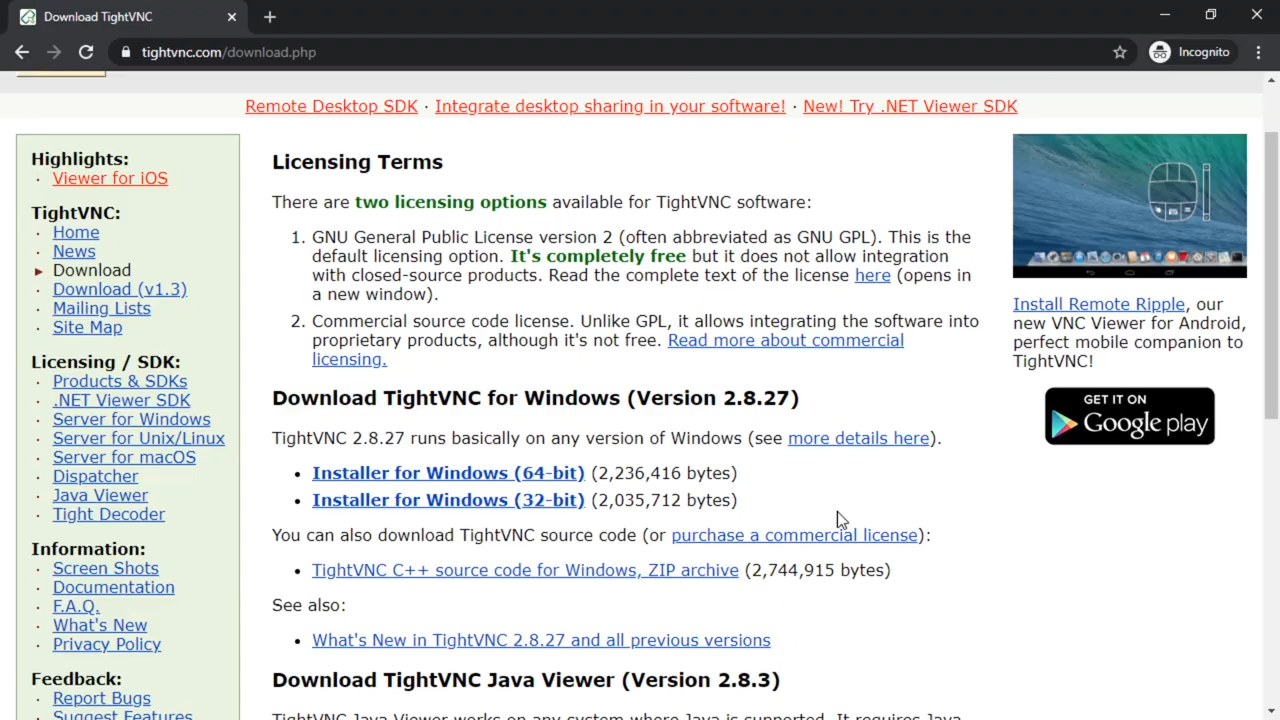 Download TightVNC
tightvnc.com/download.php
Incognito
Remote Desktop SDK · Integrate desktop sharing in your software! · New! Try .NET Viewer SDK
Highlights:
· Viewer for iOS
TightVNC:
· Home
· News
Download
· Download (v1.3)
· Mailing Lists
· Site Map
Licensing / SDK:
· Products & SDKs
· .NET Viewer SDK
· Server for Windows
· Server for Unix/Linux
· Server for macOS
· Dispatcher
· Java Viewer
· Tight Decoder
Information:
· Screen Shots
· Documentation
· F.A.Q.
· What's New
· Privacy Policy
Feedback:
· Report Bugs
· Suggest Features
Licensing Terms
There are two licensing options available for TightVNC software:
1. GNU General Public License version 2 (often abbreviated as GNU GPL). This is the
default licensing option. It's completely free but it does not allow integration
with closed-source products. Read the complete text of the license here (opens in
a new window).
2. Commercial source code license. Unlike GPL, it allows integrating the software into
proprietary products, although it's not free. Read more about commercial
licensing.
Download TightVNC for Windows (Version 2.8.27)
TightVNC 2.8.27 runs basically on any version of Windows (see more details here).
• Installer for Windows (64-bit) (2,236,416 bytes)
• Installer for Windows (32-bit) (2,035,712 bytes)
You can also download TightVNC source code (or purchase a commercial license):
• TightVNC C++ source code for Windows, ZIP archive (2,744,915 bytes)
See also:
• What's New in TightVNC 2.8.27 and all previous versions
Download TightVNC Java Viewer (Version 2.8.3)
TightVNC Java Viewer works on any system where Java is supported. It requires Java
Install Remote Ripple, our
new VNC Viewer for Android,
perfect mobile companion to
TightVNC!
GET IT ON
Google play